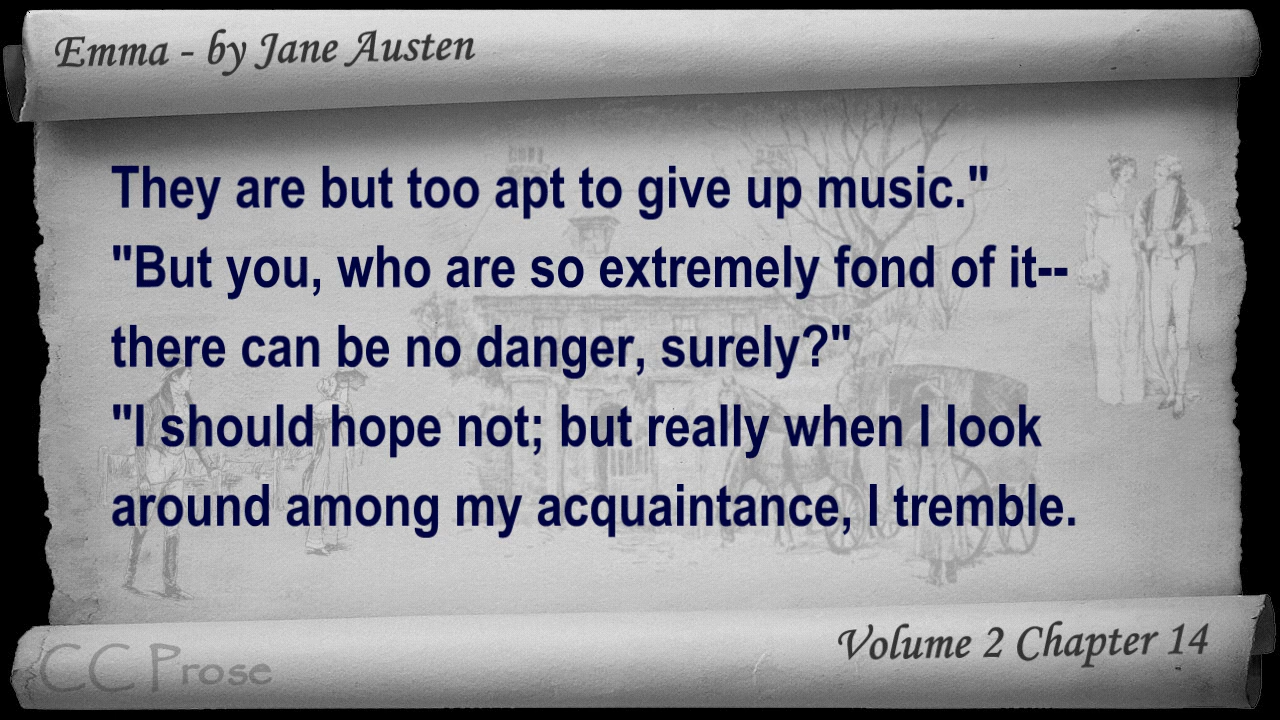 Emma - by Jane Austen
They are but too apt to give up music."
"But you, who are so extremely fond of it--
there can be no danger, surely?"
"I should hope not; but really when I look
around among my acquaintance, I tremble.
Volume 2 Chapter 14
CC Prose